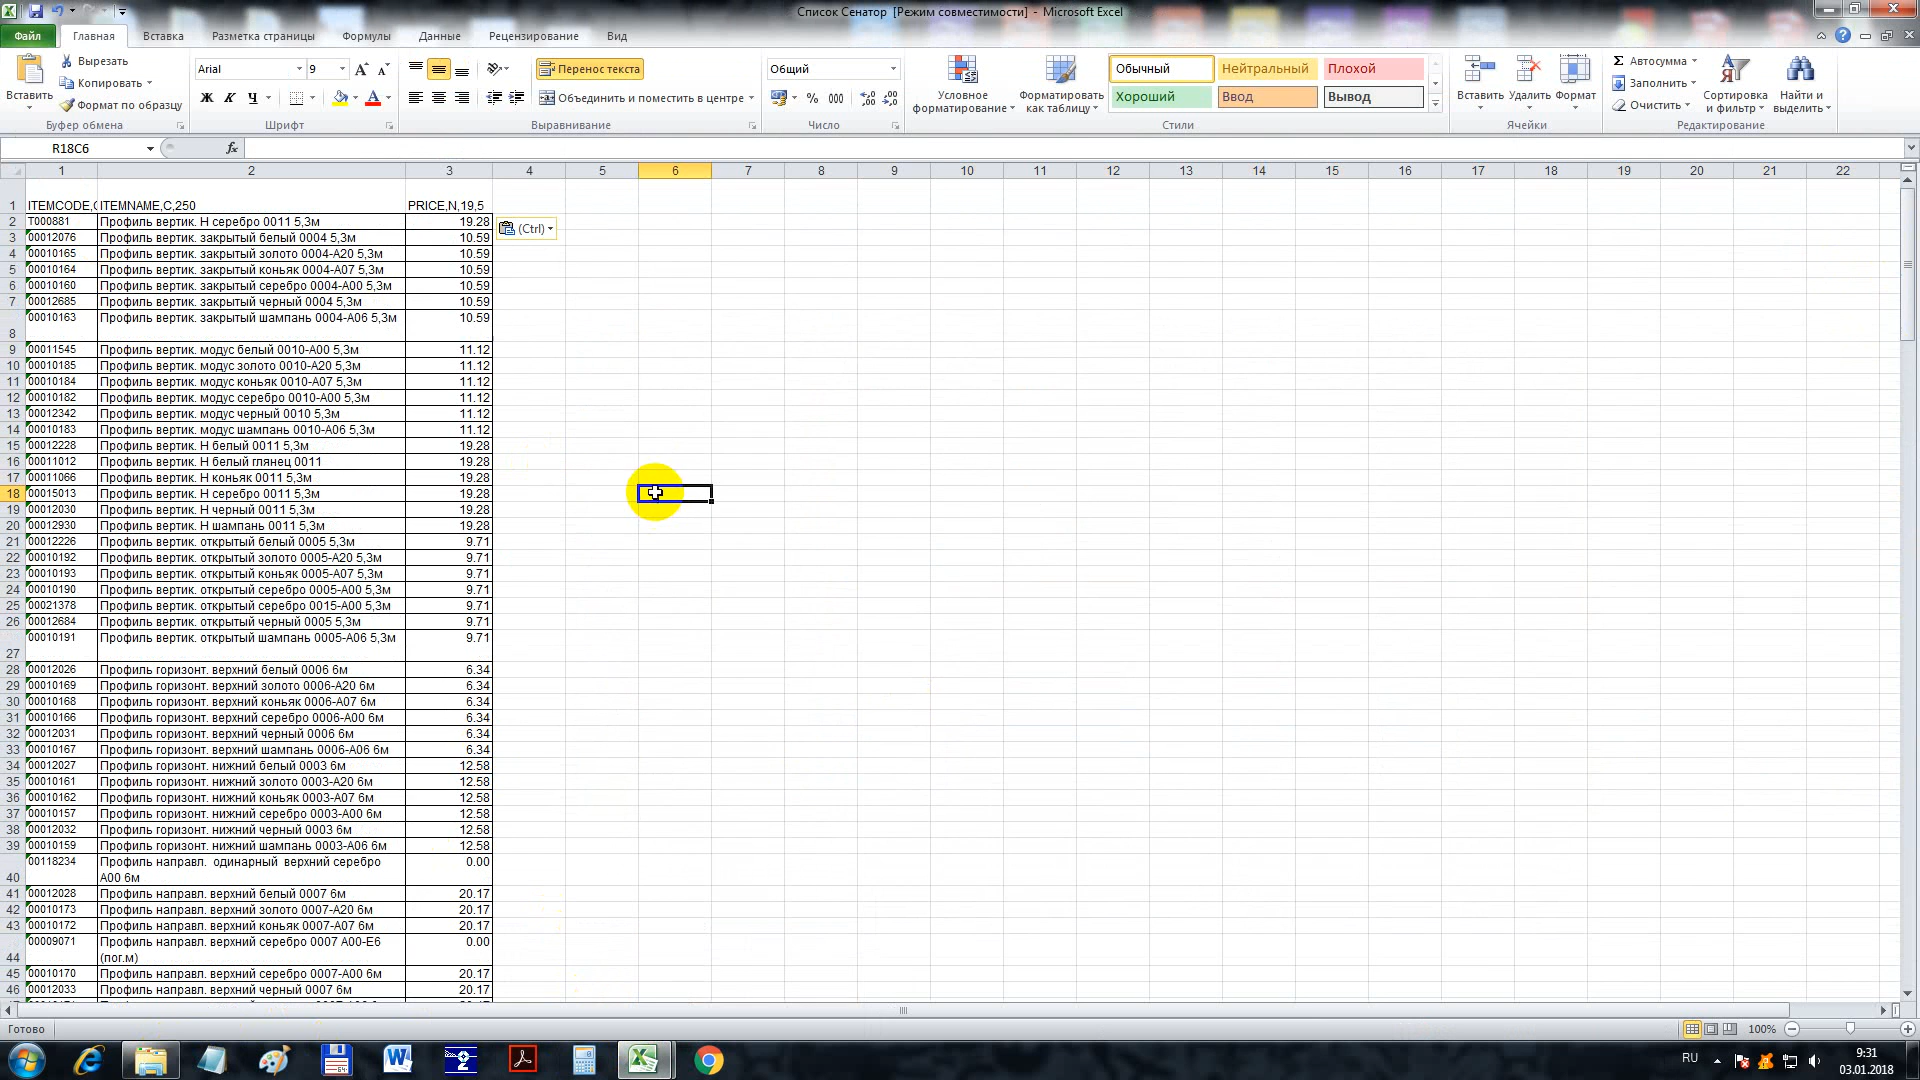 Список Сенатор [Режим совместимости] - Microsoft Excel
Файл Главная Вставка Разметка страницы Формулы Данные Рецензирование Вид
Вставить
Вырезать
Копировать
Формат по образцу
Буфер обмена
Arial 9
Ж К Ч
Шрифт
Перенос текста
Объединить и поместить в центре
Выравнивание
Общий
% 000
Число
Условное форматирование
Форматировать как таблицу
Обычный Нейтральный Плохой
Хороший Ввод Вывод
Стили
Вставить Удалить Формат
Ячейки
Автосумма
Заполнить
Очистить
Сортировка и фильтр
Найти и выделить
Редактирование
R18C6 fx
1 2 3 4 5 6 7 8 9 10 11 12 13 14 15 16 17 18 19 20 21 22
1 ITEMCODE, ITEMNAME,C,250 PRICE,N,19,5
2 T000881 Профиль вертик. Н серебро 0011 5,3м 19.28 (Ctrl)
3 00012076 Профиль вертик. закрытый белый 0004 5,3м 10.59
4 00010165 Профиль вертик. закрытый золото 0004-А20 5,3м 10.59
5 00010164 Профиль вертик. закрытый коньяк 0004-А07 5,3м 10.59
6 00010160 Профиль вертик. закрытый серебро 0004-А00 5,3м 10.59
7 00012685 Профиль вертик. закрытый черный 0004 5,3м 10.59
8 00010163 Профиль вертик. закрытый шампань 0004-А06 5,3м 10.59
9 00011545 Профиль вертик. модус белый 0010-А00 5,3м 11.12
10 00010185 Профиль вертик. модус золото 0010-А20 5,3м 11.12
11 00010184 Профиль вертик. модус коньяк 0010-А07 5,3м 11.12
12 00010182 Профиль вертик. модус серебро 0010-А00 5,3м 11.12
13 00012342 Профиль вертик. модус черный 0010 5,3м 11.12
14 00010183 Профиль вертик. модус шампань 0010-А06 5,3м 11.12
15 00012228 Профиль вертик. Н белый 0011 5,3м 19.28
16 00011012 Профиль вертик. Н белый глянец 0011 19.28
17 00011066 Профиль вертик. Н коньяк 0011 5,3м 19.28
18 00015013 Профиль вертик. Н серебро 0011 5,3м 19.28
19 00012030 Профиль вертик. Н черный 0011 5,3м 19.28
20 00012930 Профиль вертик. Н шампань 0011 5,3м 19.28
21 00012226 Профиль вертик. открытый белый 0005 5,3м 9.71
22 00010192 Профиль вертик. открытый золото 0005-А20 5,3м 9.71
23 00010193 Профиль вертик. открытый коньяк 0005-А07 5,3м 9.71
24 00010190 Профиль вертик. открытый серебро 0005-А00 5,3м 9.71
25 00021378 Профиль вертик. открытый серебро 0015-А00 5,3м 9.71
26 00012684 Профиль вертик. открытый черный 0005 5,3м 9.71
27 00010191 Профиль вертик. открытый шампань 0005-А06 5,3м 9.71
28 00012026 Профиль горизонт. верхний белый 0006 6м 6.34
29 00010169 Профиль горизонт. верхний золото 0006-А20 6м 6.34
30 00010168 Профиль горизонт. верхний коньяк 0006-А07 6м 6.34
31 00010166 Профиль горизонт. верхний серебро 0006-А00 6м 6.34
32 00012031 Профиль горизонт. верхний черный 0006 6м 6.34
33 00010167 Профиль горизонт. верхний шампань 0006-А06 6м 6.34
34 00012027 Профиль горизонт. нижний белый 0003 6м 12.58
35 00010161 Профиль горизонт. нижний золото 0003-А20 6м 12.58
36 00010162 Профиль горизонт. нижний коньяк 0003-А07 6м 12.58
37 00010157 Профиль горизонт. нижний серебро 0003-А00 6м 12.58
38 00012032 Профиль горизонт. нижний черный 0003 6м 12.58
39 00010159 Профиль горизонт. нижний шампань 0003-А06 6м 12.58
00118234 Профиль направл. одинарный верхний серебро 0.00
40 А00 6м
41 00012028 Профиль направл. верхний белый 0007 6м 20.17
42 00010173 Профиль направл. верхний золото 0007-А20 6м 20.17
43 00010172 Профиль направл. верхний коньяк 0007-А07 6м 20.17
00009071 Профиль направл. верхний серебро 0007 А00-Е6 0.00
44 (пог.м)
45 00010170 Профиль направл. верхний серебро 0007-А00 6м 20.17
46 00012033 Профиль направл. верхний черный 0007 6м 20.17
Готово 100%
RU 9:31
03.01.2018